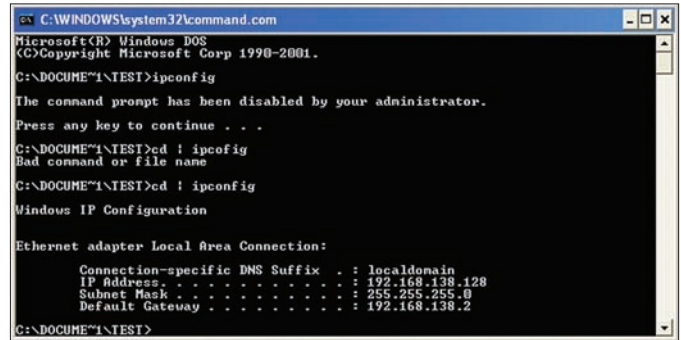 C:\WINDOWS\system32\command.com
Microsoft(R) Windows DOS
(C)Copyright Microsoft Corp 1990-2001.
C:\DOCUME~1\TEST>ipconfig
The command prompt has been disabled by your administrator.
Press any key to continue . . .
C:\DOCUME~1\TEST>cd | ipcofig
Bad command or file name
C:\DOCUME~1\TEST>cd | ipconfig
Windows IP Configuration
Ethernet adapter Local Area Connection:
Connection-specific DNS Suffix  . : localdomain
IP Address. . . . . . . . . . . . : 192.168.138.128
Subnet Mask . . . . . . . . . . . : 255.255.255.0
Default Gateway . . . . . . . . . : 192.168.138.2
C:\DOCUME~1\TEST>